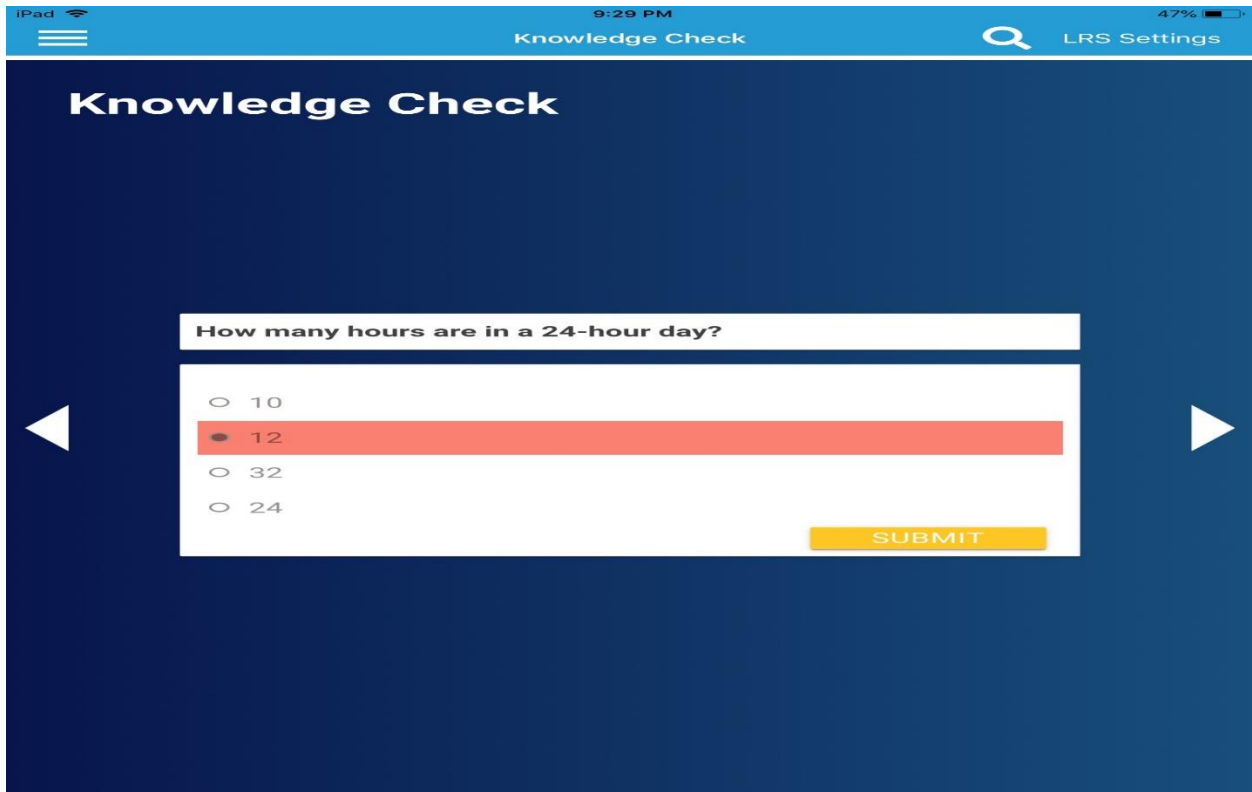 iPad 9:29 PM 47%
Knowledge Check LRS Settings
Knowledge Check
How many hours are in a 24-hour day?
10
12
32
24
SUBMIT